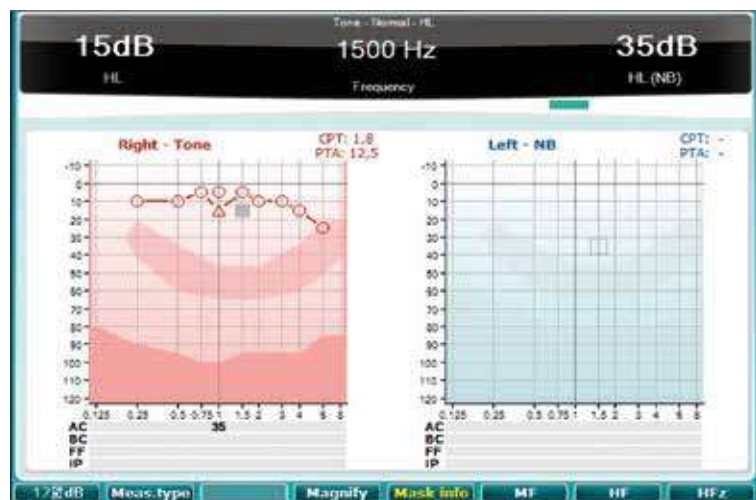 Tone - Normal - HL
15dB
1500 Hz
35dB
HL
Frequency
HL (NB)
Right - Tone
CPT: 1,8
PTA: 12,5
Left - NB
CPT: -
PTA: -
-10
0
10
20
30
40
50
60
70
80
90
100
110
120
0.125 0.25 0.5 0.75 1 1.5 2 3 4 6 8
-10
0
10
20
30
40
50
60
70
80
90
100
110
120
0.125 0.25 0.5 0.75 1 1.5 2 3 4 6 8
AC 35
BC
FF
IP
AC
BC
FF
IP
Meas.type
Magnify
Mask info
MF
HF
HFz